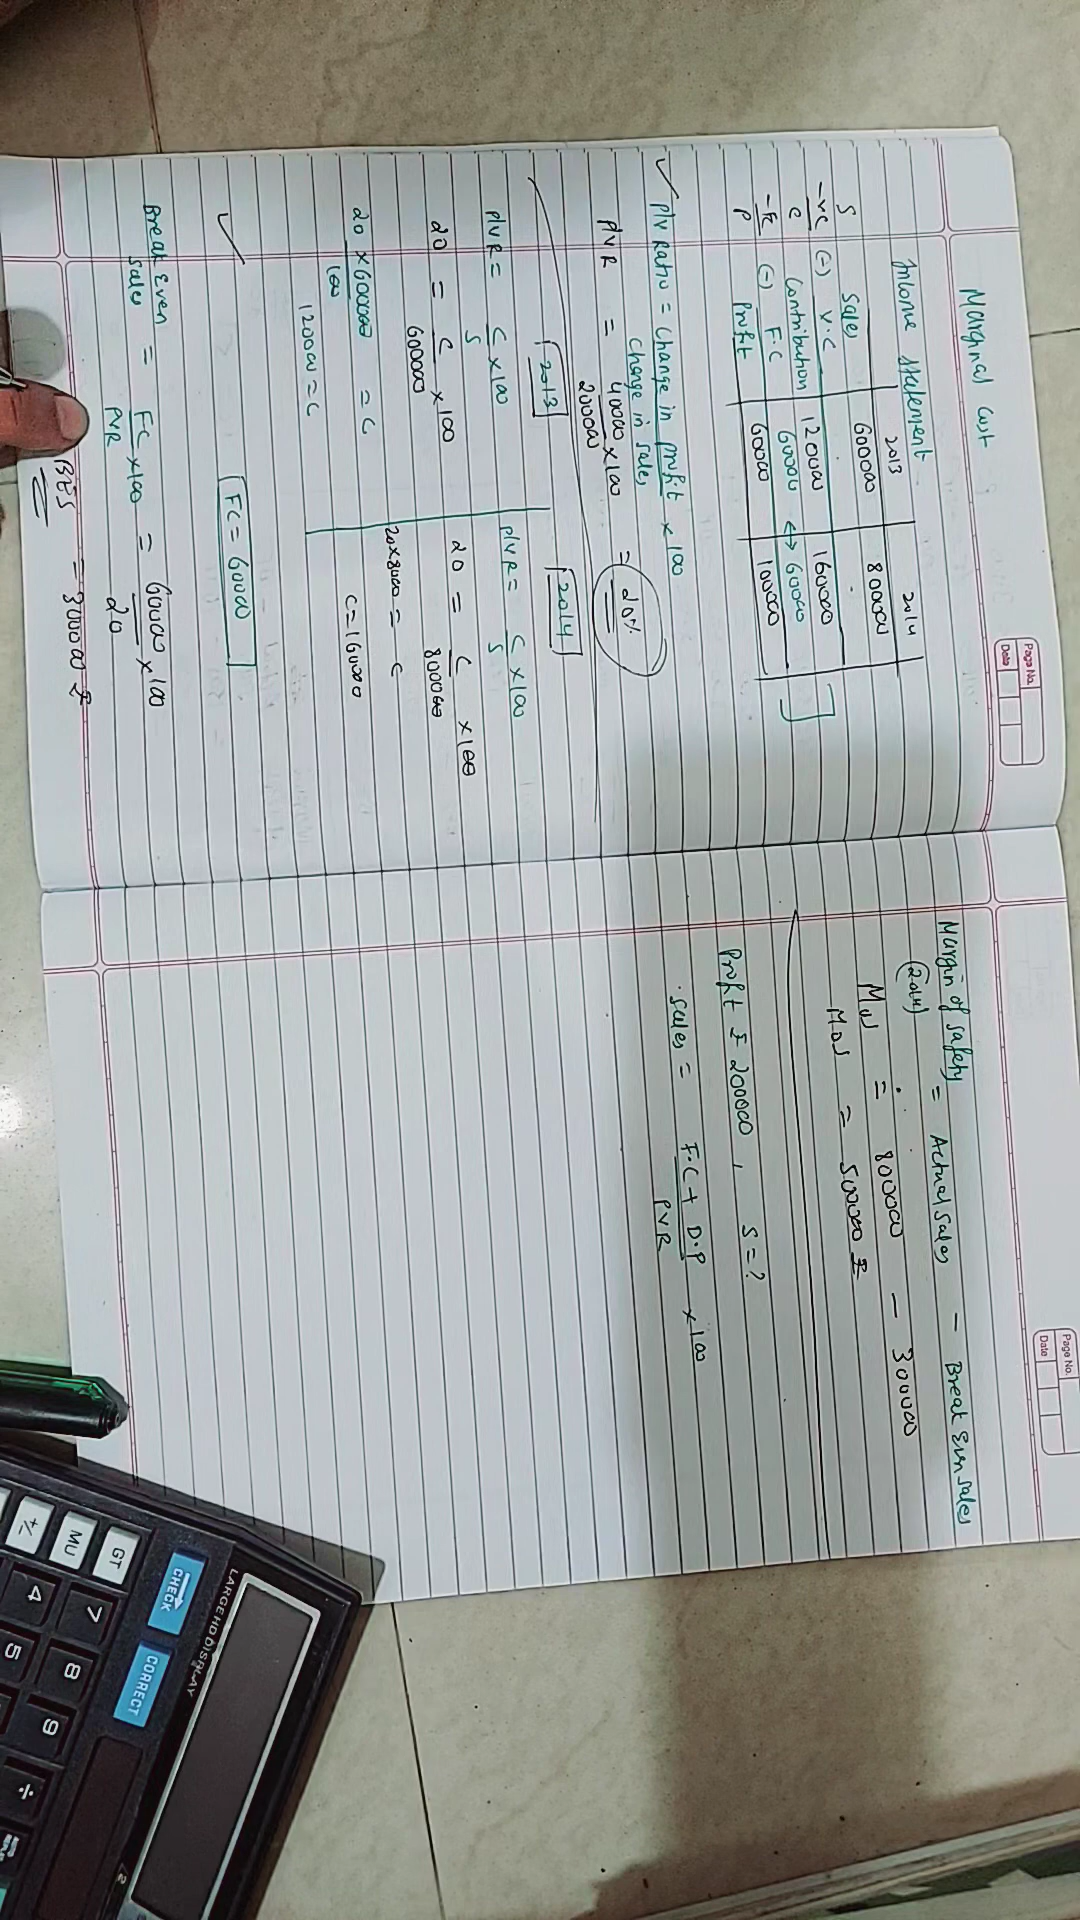 Page No.
Date
Marginal Cost
Income Statement
2013 2014
S Sales 600000 800000
-VC (-) V.C
C Contribution 120000 160000
-FC (-) F.C 60000 ↔ 60000
P Profit 60000 100000
✓ P/V Ratio = Change in Profit × 100
Change in Sales
P/V R = 40000 × 100 = 20%
200000
2013
P/V R = C × 100
S
20 = C × 100
600000
20 × 600000 = C
100
120000 = C
2014
P/V R = C × 100
S
20 = C × 100
800000
20×8000 = C
C = 160000
✓ FC = 60000
Break Even Sales = FC × 100 = 60000 × 100
PVR 20
BES = 300000 ₹
Page No.
Date
Margin of Safety = Actual Sales - Break Even Sales
(2014)
MOS = 800000 - 300000
MOS = 500000 ₹
Profit ₹ 200000, S = ?
Sales = F.C + D.P × 100
PVR
LARGE HD DISPLAY
CHECK
CORRECT
GT
MU
+/-
7
8
9
÷
4
5